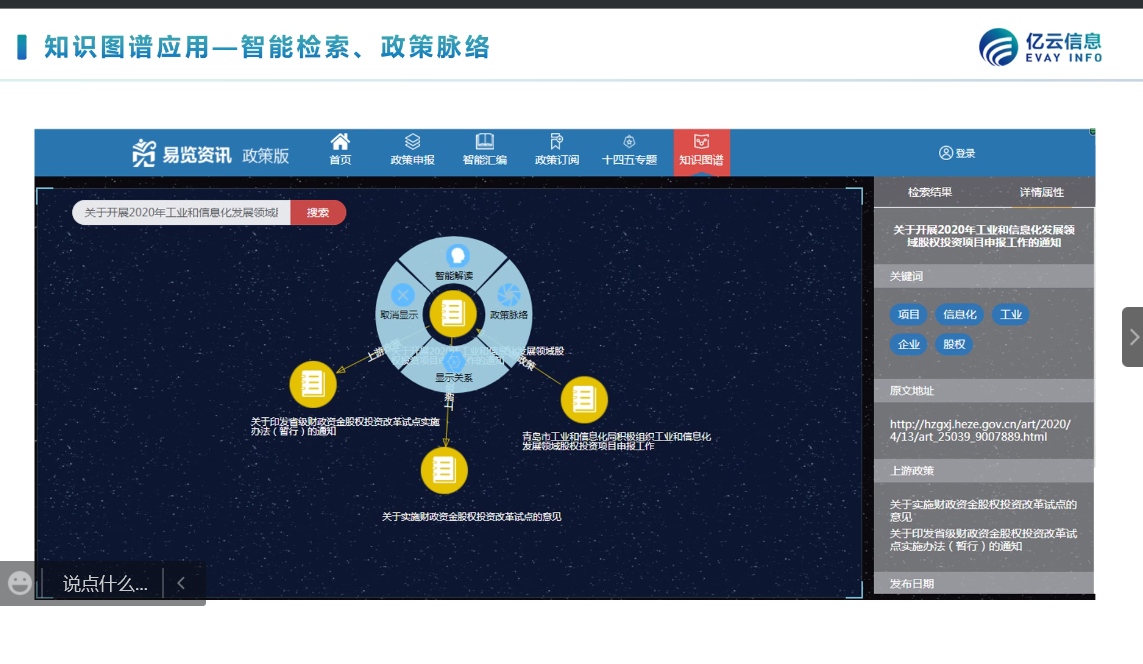 知识图谱应用—智能检索、政策脉络
亿云信息
EVAY INFO
易览资讯 政策版
首页
政策申报
智能汇编
政策订阅
十四五专题
知识图谱
登录
关于开展2020年工业和信息化发展领域
搜索
智能解读
取消显示
政策脉络
显示关系
关于印发省级财政资金股权投资改革试点实施
办法（暂行）的通知
青岛市工业和信息化局积极组织工业和信息化
发展领域股权投资项目申报工作
关于实施财政资金股权投资改革试点的意见
检索结果
详情属性
关于开展2020年工业和信息化发展领
域股权投资项目申报工作的通知
关键词
项目
信息化
工业
企业
股权
原文地址
http://hzgxj.heze.gov.cn/art/2020/
4/13/art_25039_9007889.html
上游政策
关于实施财政资金股权投资改革试点的
意见
关于印发省级财政资金股权投资改革试
点实施办法（暂行）的通知
发布日期
说点什么...